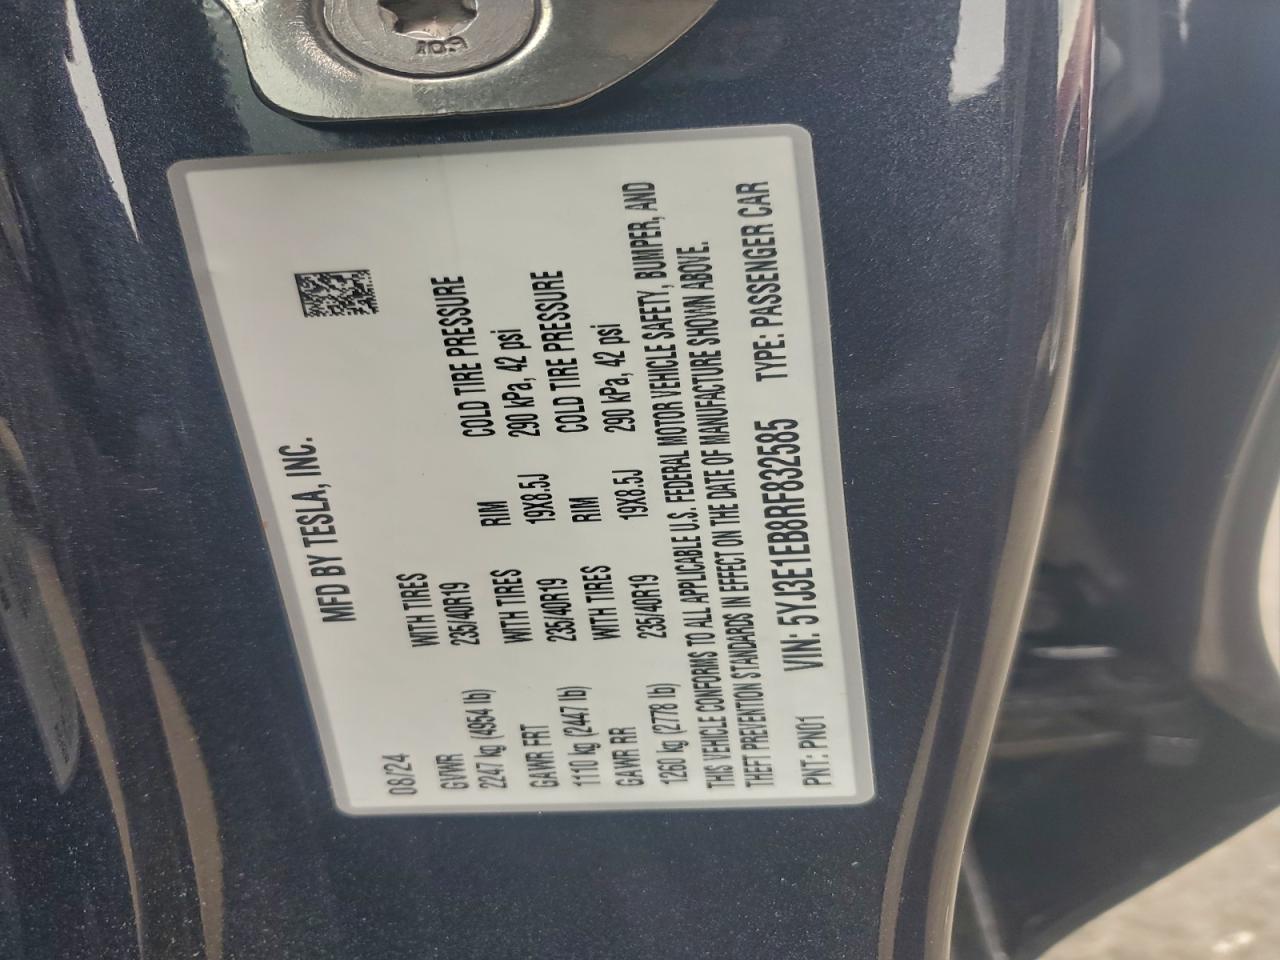 109
MFD BY TESLA, INC.
08/24
GVWR WITH TIRES RIM COLD TIRE PRESSURE
2247 kg (4954 lb) 235/40R19 19X8.5J 290 kPa, 42 psi
GAWR FRT WITH TIRES RIM COLD TIRE PRESSURE
1110 kg (2447 lb) 235/40R19 19X8.5J 290 kPa, 42 psi
GAWR RR WITH TIRES
1260 kg (2778 lb) 235/40R19
THIS VEHICLE CONFORMS TO ALL APPLICABLE U.S. FEDERAL MOTOR VEHICLE SAFETY, BUMPER, AND
THEFT PREVENTION STANDARDS IN EFFECT ON THE DATE OF MANUFACTURE SHOWN ABOVE.
PNT: PN01 VIN: 5YJ3E1EB8RF832585 TYPE: PASSENGER CAR